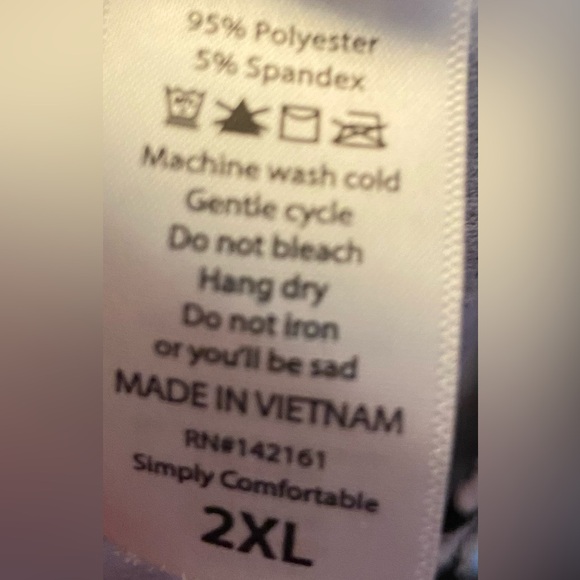 95% Polyester
5% Spandex
Machine wash cold
Gentle cycle
Do not bleach
Hang dry
Do not iron
or you'll be sad
MADE IN VIETNAM
RN#142161
Simply Comfortable
2XL